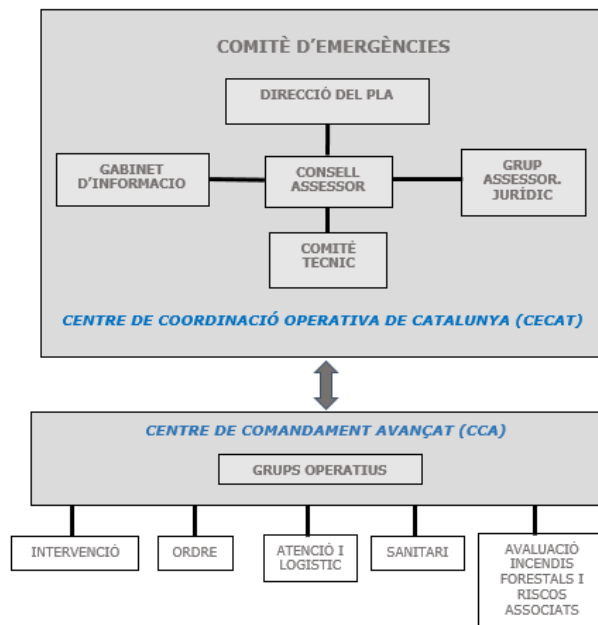 COMITÈ D'EMERGÈNCIES
DIRECCIÓ DEL PLA
GABINET
D'INFORMACIO
CONSELL
ASSESSOR
GRUP
ASSESSOR.
JURÍDIC
COMITÉ
TECNIC
CENTRE DE COORDINACIÓ OPERATIVA DE CATALUNYA (CECAT)
CENTRE DE COMANDAMENT AVANÇAT (CCA)
GRUPS OPERATIUS
INTERVENCIÓ
ORDRE
ATENCIÓ I
LOGISTIC
SANITARI
AVALUACIÓ
INCENDIS
FORESTALS I
RISCOS
ASSOCIATS